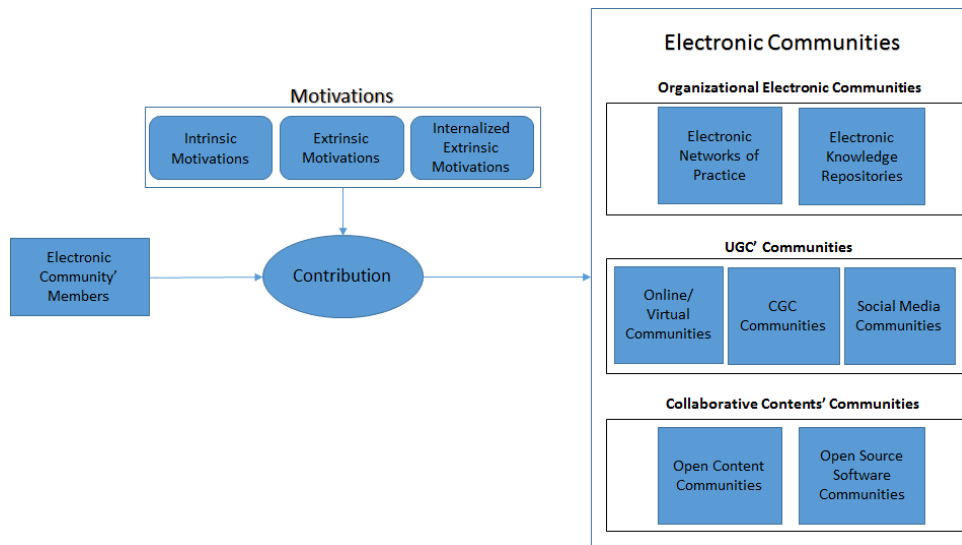 Motivations
Intrinsic
Motivations
Extrinsic
Motivations
Internalized
Extrinsic
Motivations
Electronic
Community'
Members
Contribution
Electronic Communities
Organizational Electronic Communities
Electronic
Networks of
Practice
Electronic
Knowledge
Repositories
UGC' Communities
Online/
Virtual
Communities
CGC
Communities
Social Media
Communities
Collaborative Contents' Communities
Open Content
Communities
Open Source
Software
Communities